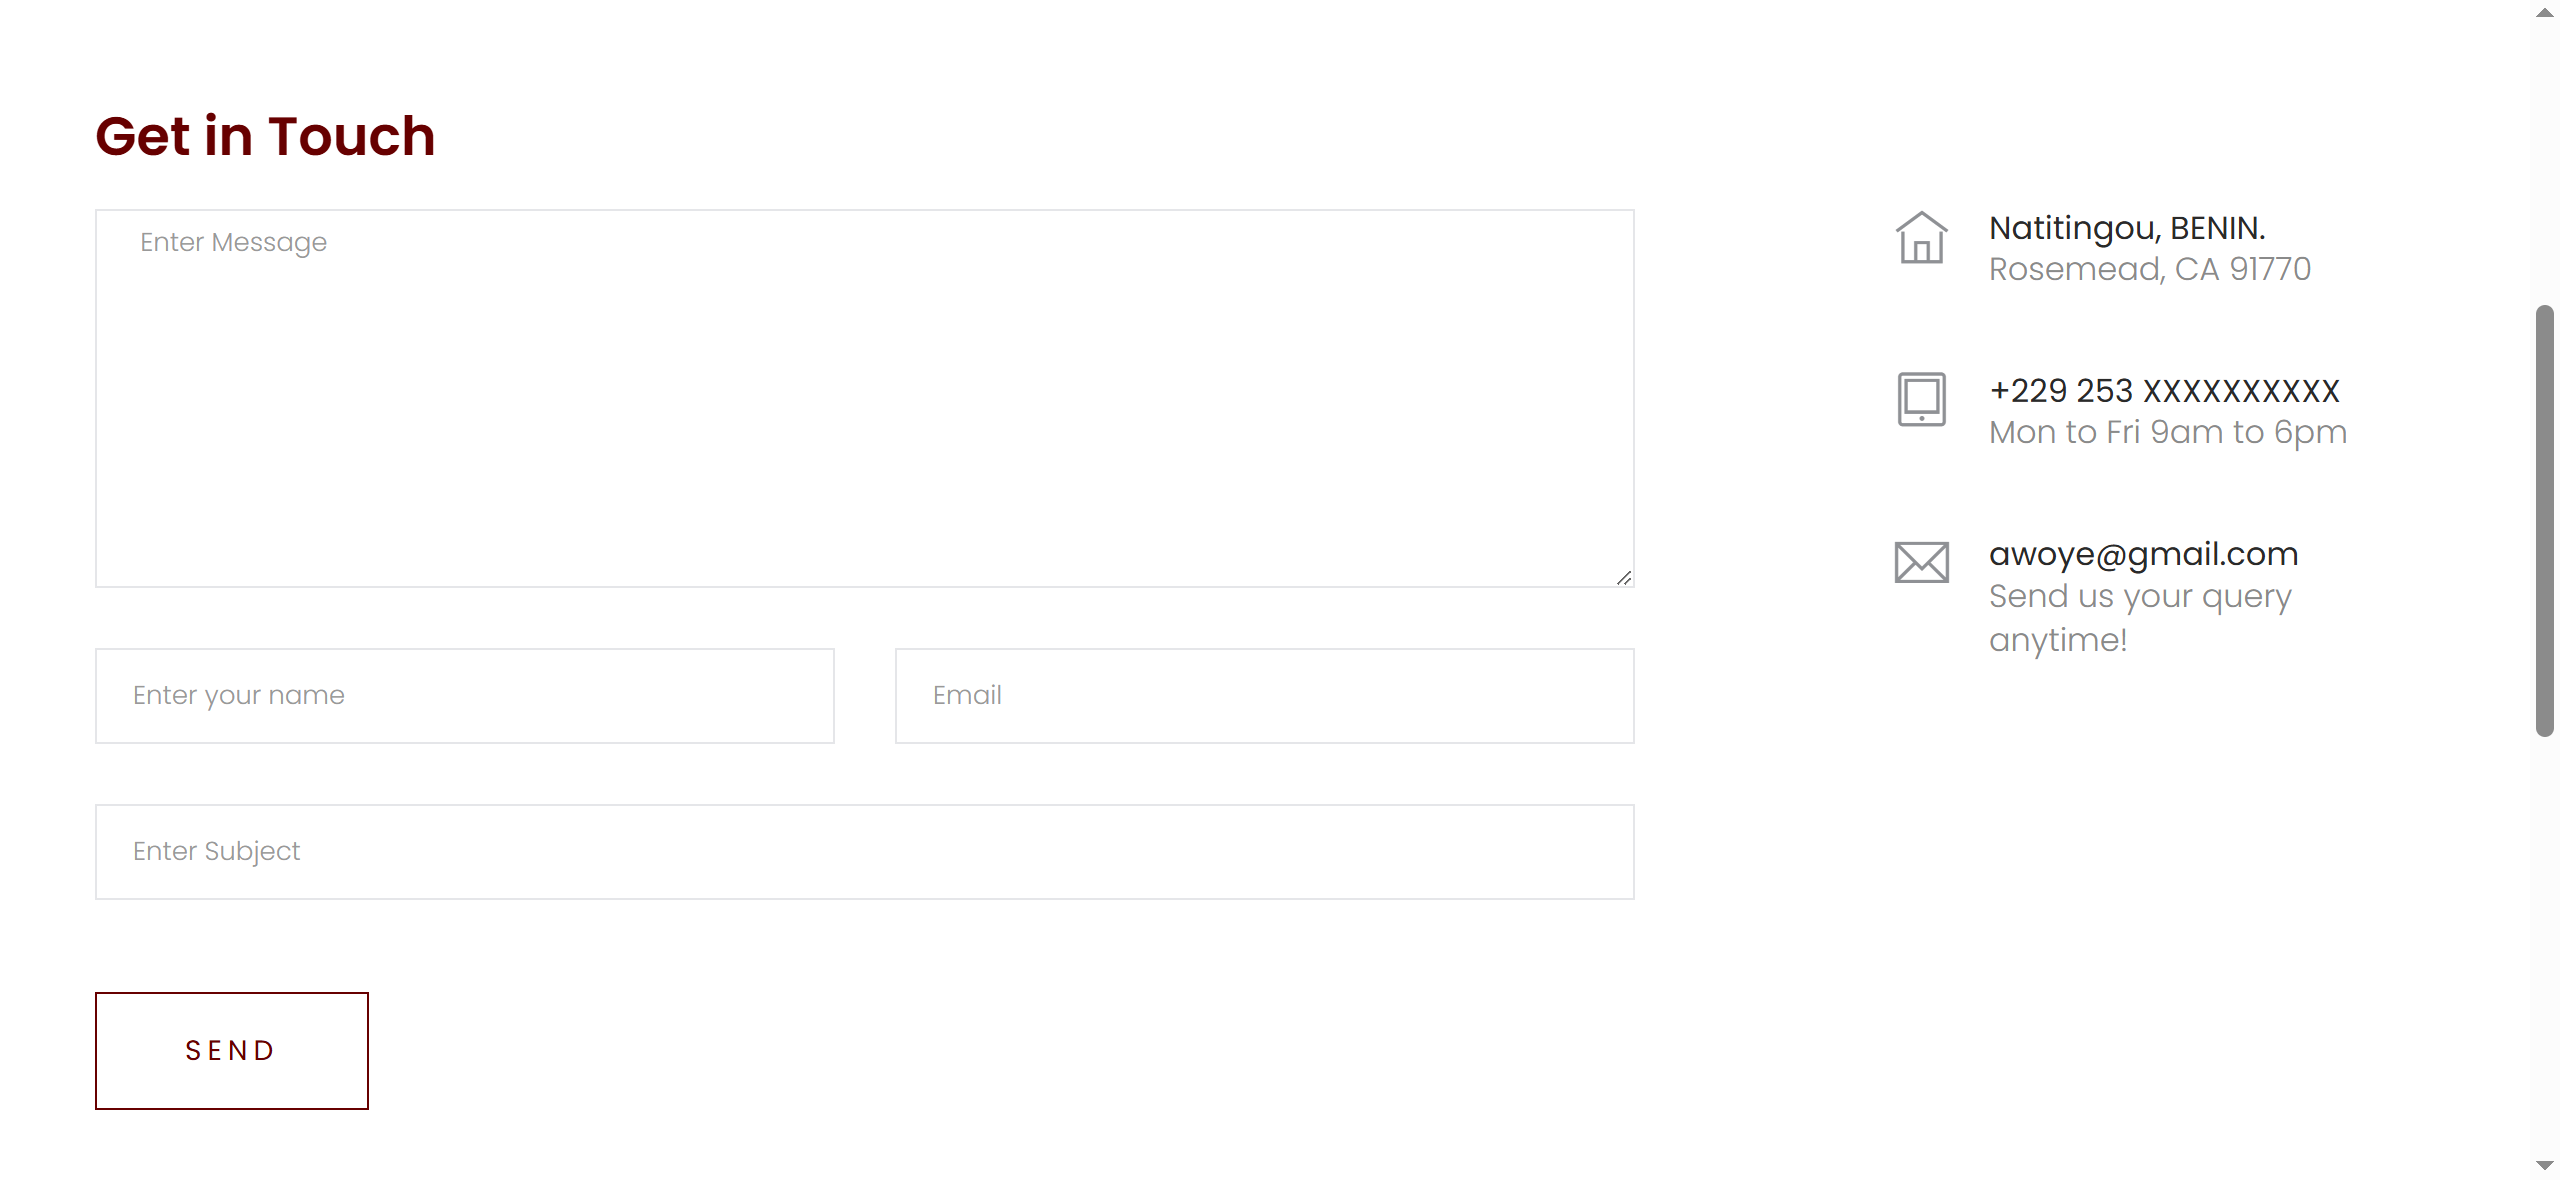 Get in Touch
Enter Message
Enter your name
Email
Enter Subject
SEND
Natitingou, BENIN.
Rosemead, CA 91770
+229 253 XXXXXXXXXX
Mon to Fri 9am to 6pm
awoye@gmail.com
Send us your query
anytime!